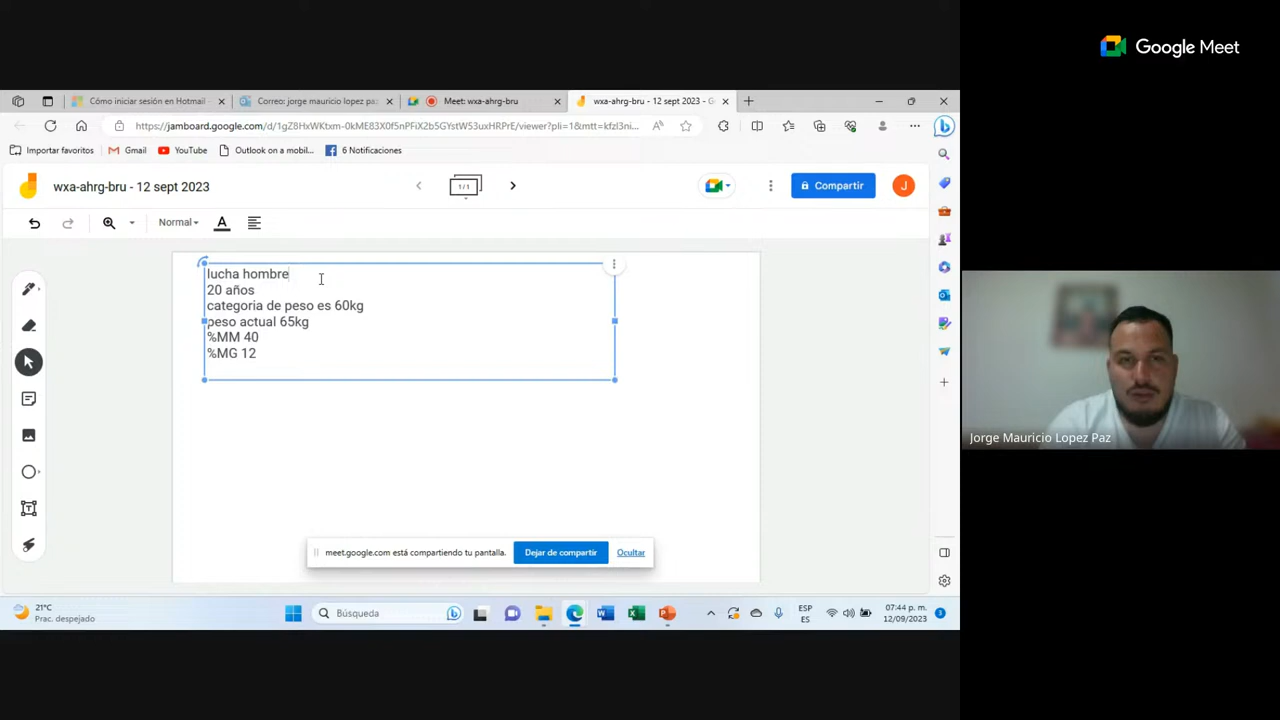 Google Meet
Cómo iniciar sesión en Hotmail
Correo: jorge mauricio lopez paz
Meet: wxa-ahrg-bru
wxa-ahrg-bru - 12 sept 2023 - G
https://jamboard.google.com/d/1gZ8HxWKtxm-0kME83X0f5nPFiX2b5GYstW53uxHRPrE/viewer?pli=1&mtt=kfzl3ni...
Importar favoritos
Gmail
YouTube
Outlook on a mobil...
6 Notificaciones
wxa-ahrg-bru - 12 sept 2023
1/1
Compartir
J
Normal
A
lucha hombre
20 años
categoria de peso es 60kg
peso actual 65kg
%MM 40
%MG 12
Jorge Mauricio Lopez Paz
meet.google.com está compartiendo tu pantalla.
Dejar de compartir
Ocultar
21°C
Prac. despejado
Búsqueda
ESP
ES
07:44 p. m.
12/09/2023
3